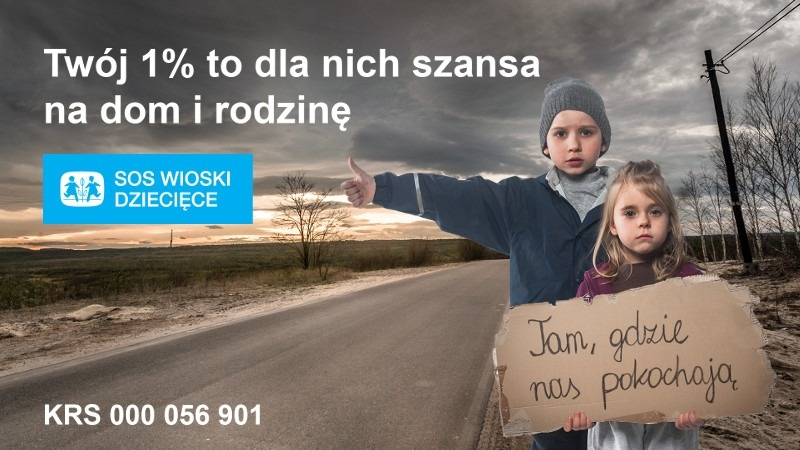 Twój 1% to dla nich szansa
na dom i rodzinę
SOS WIOSKI
DZIECIĘCE
Tam, gdzie
nas pokochają
KRS 000 056 901